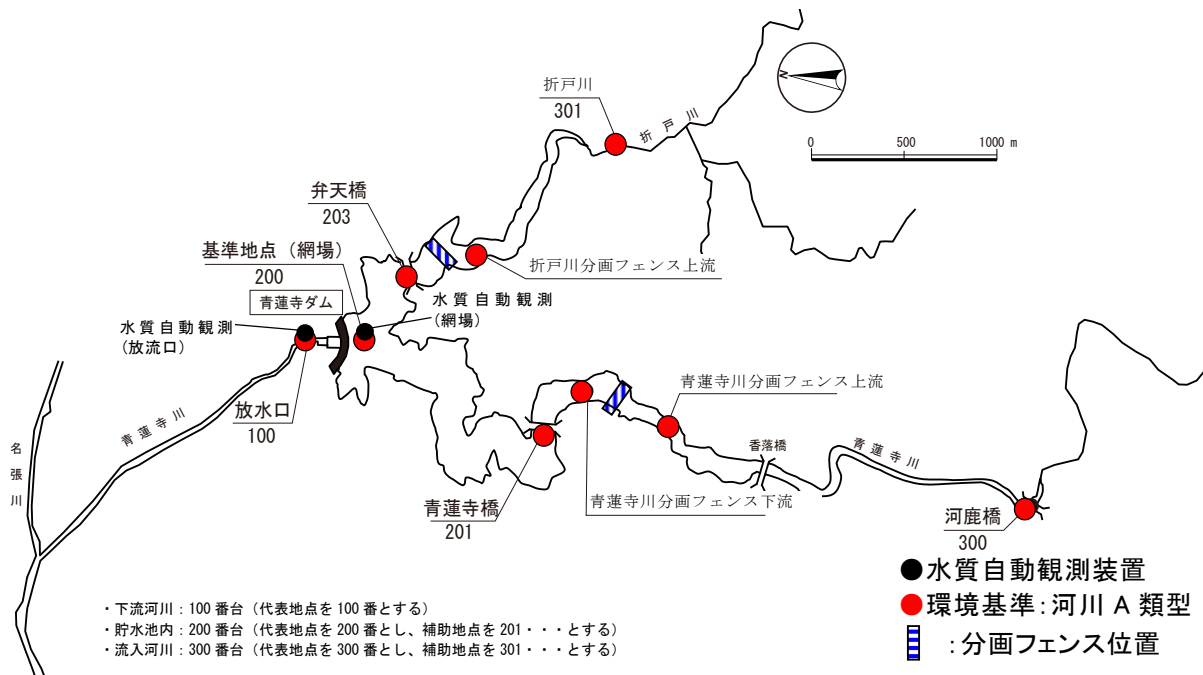 折戸川
301
折戸川
N
0 500 1000 m
弁天橋
203
基準地点（網場）
200
折戸川分画フェンス上流
青蓮寺ダム
水質自動観測
（網場）
水質自動観測
（放流口）
放水口
100
青蓮寺川
名張川
青蓮寺川分画フェンス上流
香落橋
青蓮寺川
青蓮寺橋
201
青蓮寺川分画フェンス下流
河鹿橋
300
水質自動観測装置
環境基準：河川 A 類型
：分画フェンス位置
・下流河川：100 番台（代表地点を 100 番とする）
・貯水池内：200 番台（代表地点を 200 番とし、補助地点を 201・・・とする）
・流入河川：300 番台（代表地点を 300 番とし、補助地点を 301・・・とする）